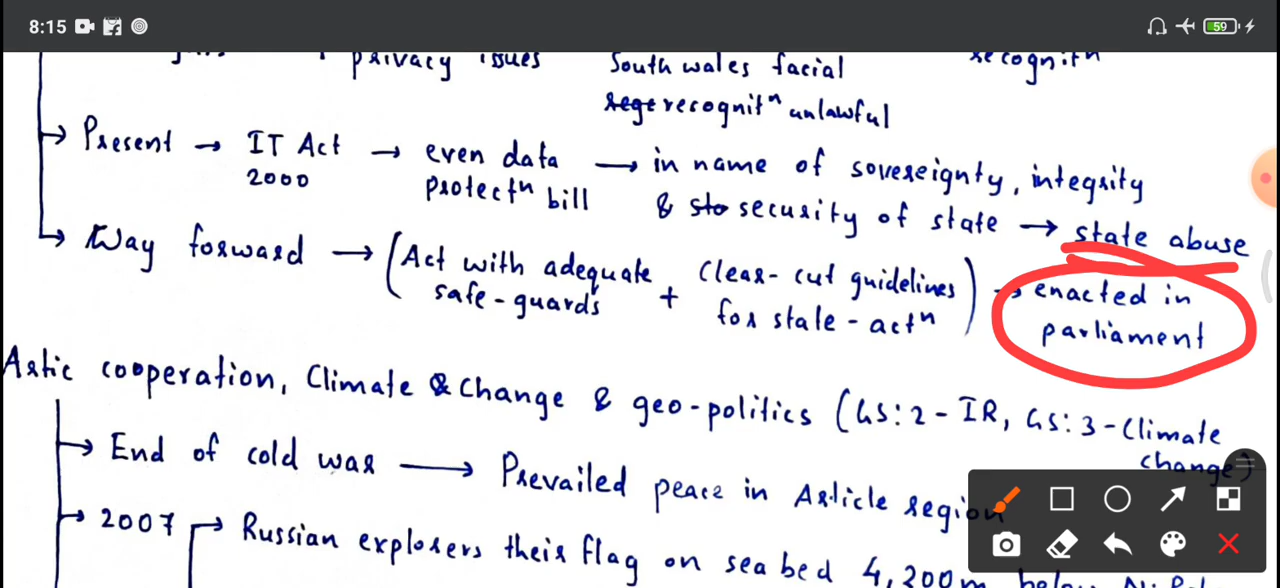 8:15
59
privacy issues South wales facial recognitⁿ
rege recognitⁿ unlawful
Present → IT Act → even data → in name of sovereignty, integrity
2000 protectⁿ bill & sto security of state → state abuse
Way forward → (Act with adequate + Clear-cut guidelines) → enacted in
safe-guards for state-actⁿ parliament
Artic cooperation, Climate & Change & geo-politics (GS:2-IR, GS:3-Climate
change)
→ End of cold war → Prevailed peace in Article region
→ 2007 → Russian explorers their flag on sea bed 4,200m below